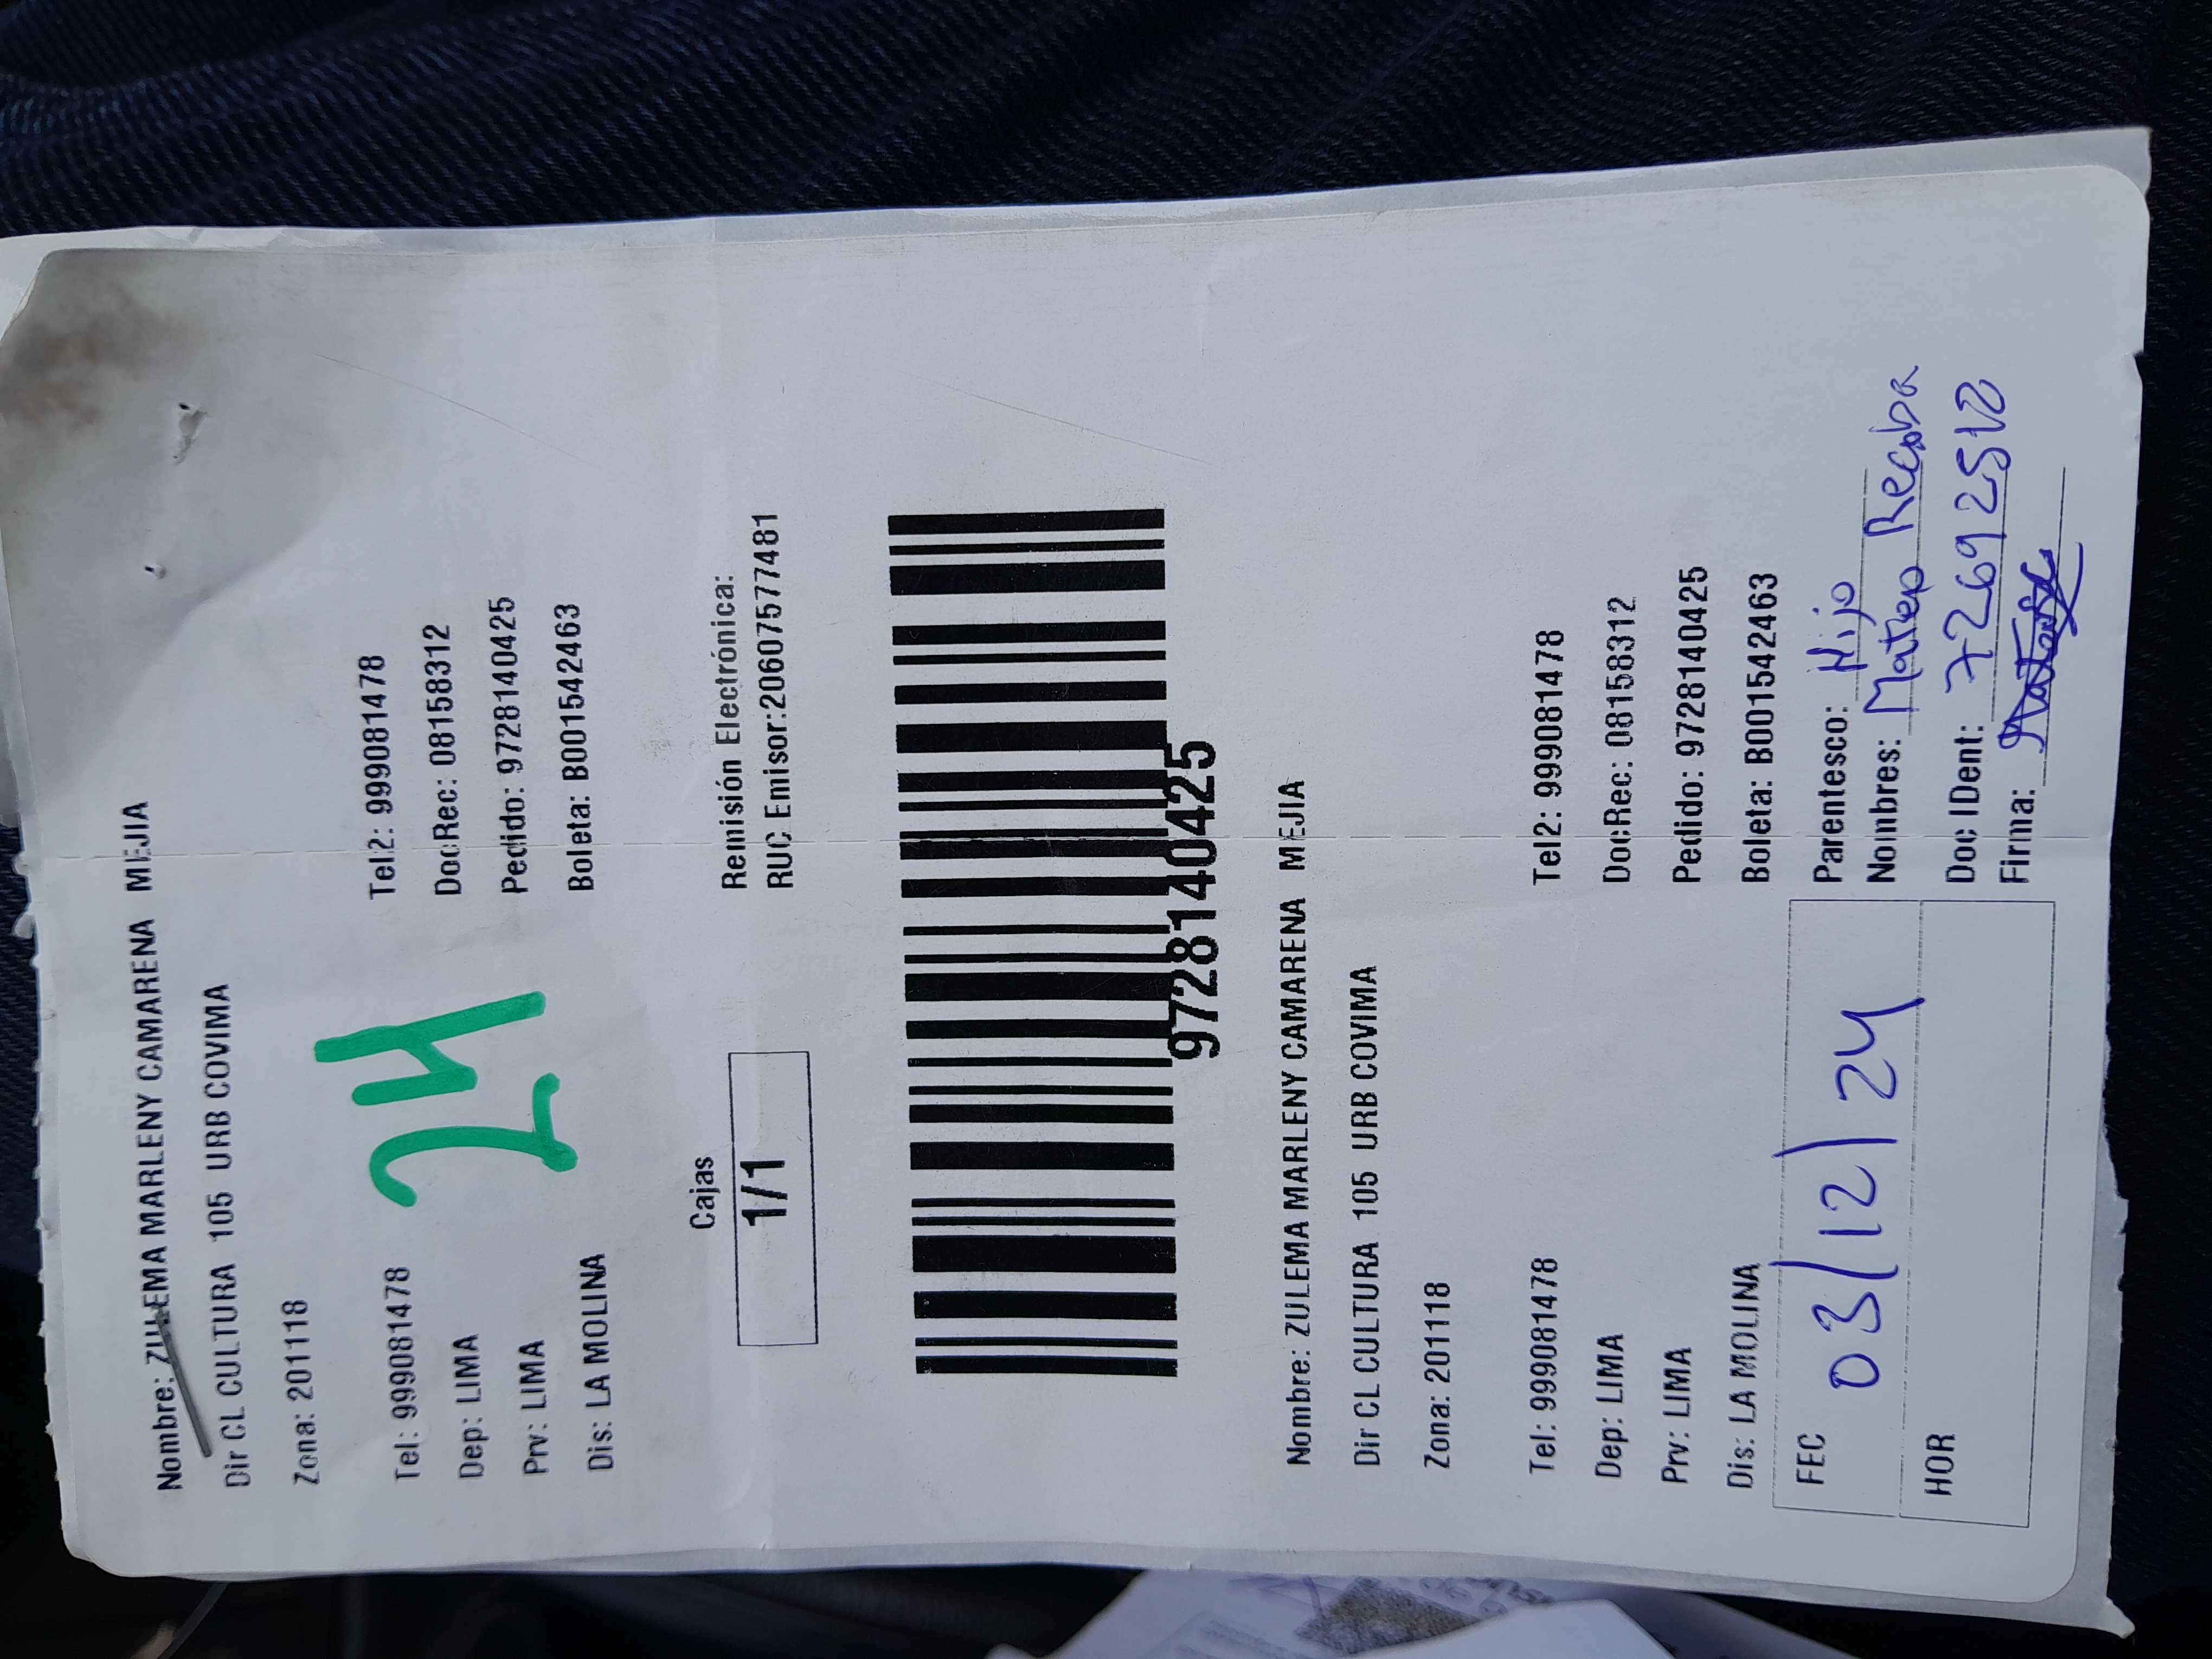 Nombre: ZULEMA MARLENY CAMARENA MEJIA
Dir CL CULTURA 105 URB COVIMA
Zona: 201118
24
Tel: 999081478 Tel2: 999081478
Dep: LIMA DocRec: 08158312
Prv: LIMA Pedido: 9728140425
Dis: LA MOLINA Boleta: B001542463
Cajas Remisión Electrónica:
1/1 RUC Emisor:20607577481
9728140425
Nombre: ZULEMA MARLENY CAMARENA MEJIA
Dir CL CULTURA 105 URB COVIMA
Zona: 201118
Tel: 999081478 Tel2: 999081478
Dep: LIMA DocRec: 08158312
Prv: LIMA Pedido: 9728140425
Dis: LA MOLINA Boleta: B001542463
FEC 03/12/24 Parentesco: Hijo
Nombres: Mateo Recoba
HOR Doc IDent: 72692510
Firma: